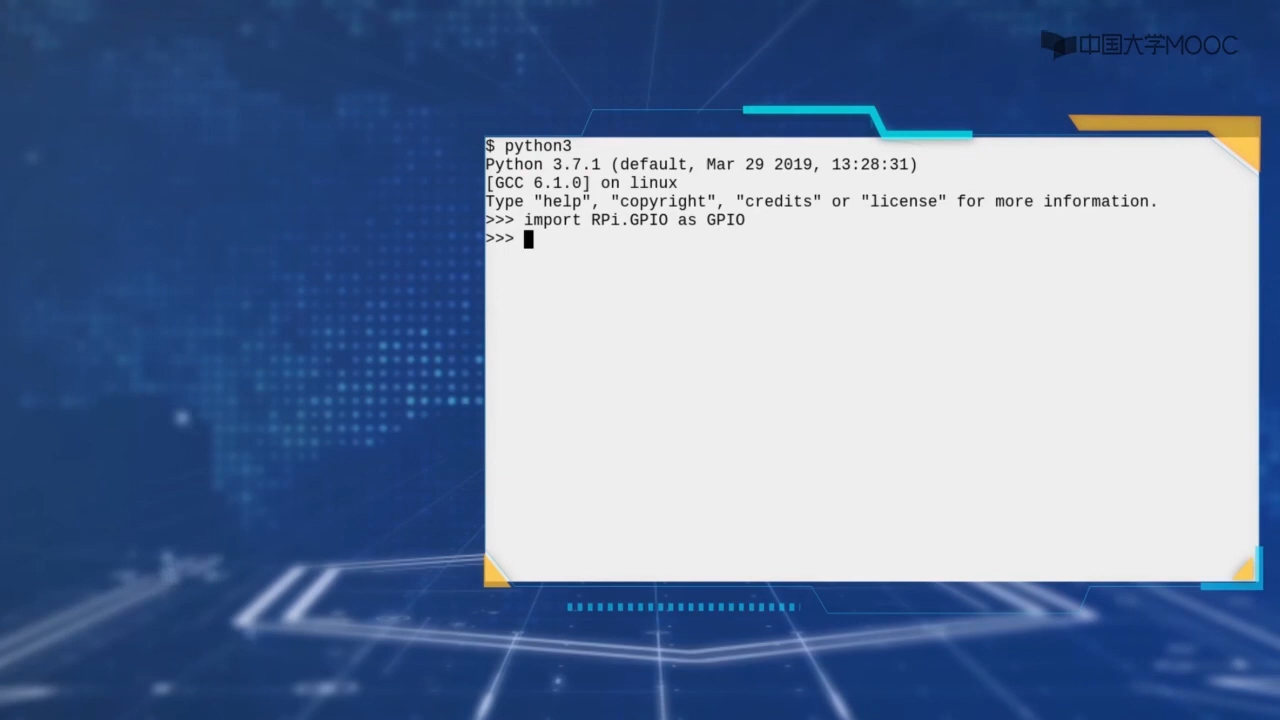 中国大学MOOC
$ python3
Python 3.7.1 (default, Mar 29 2019, 13:28:31)
[GCC 6.1.0] on linux
Type "help", "copyright", "credits" or "license" for more information.
>>> import RPi.GPIO as GPIO
>>>